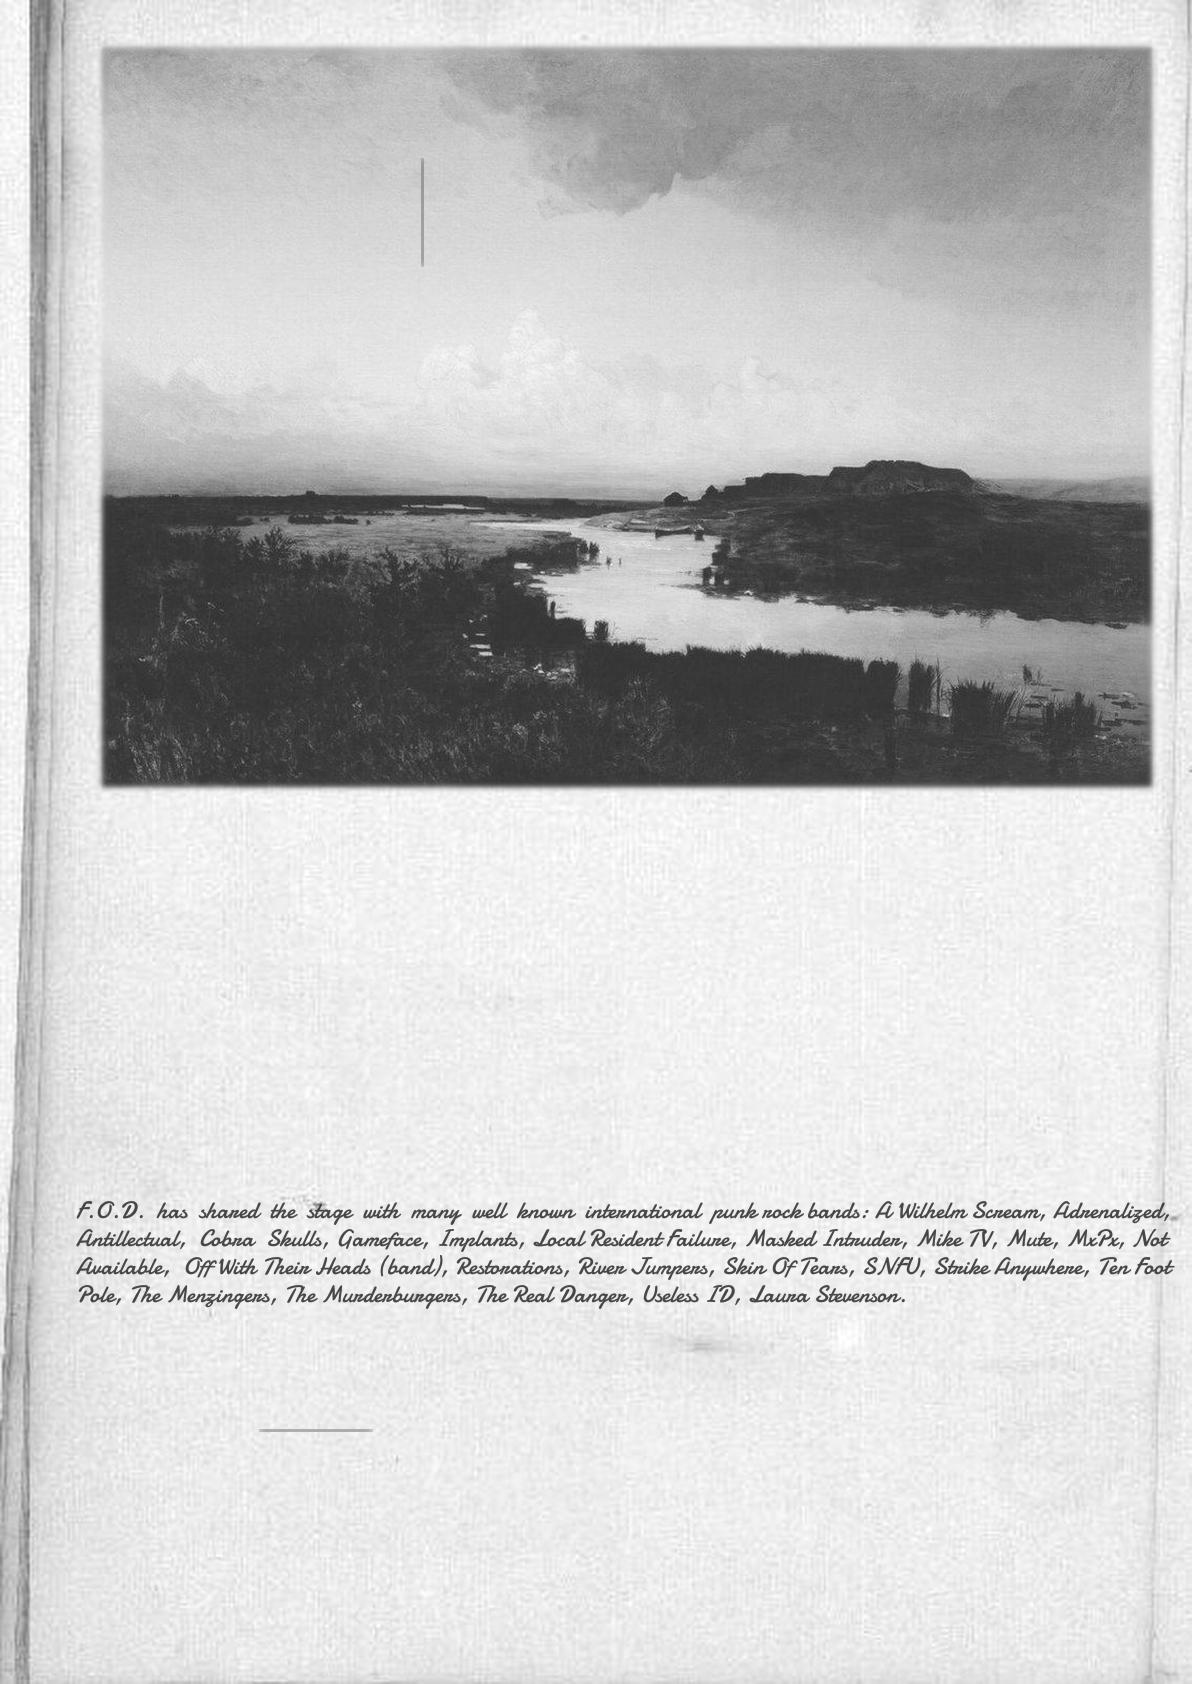 F.O.D. has shared the stage with many well known international punk rock bands: A Wilhelm Scream, Adrenalized,
Antillectual, Cobra Skulls, Gameface, Implants, Local Resident Failure, Masked Intruder, Mike TV, Mute, MxPx, Not
Available, Off With Their Heads (band), Restorations, River Jumpers, Skin Of Tears, SNFU, Strike Anywhere, Ten Foot
Pole, The Menzingers, The Murderburgers, The Real Danger, Useless ID, Laura Stevenson.